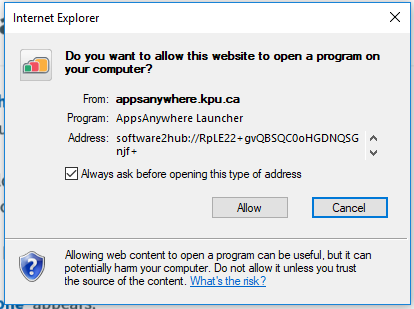 Internet Explorer
Do you want to allow this website to open a program on
your computer?
From: appsanywhere.kpu.ca
Program: AppsAnywhere Launcher
Address: software2hub://RpLE22+gvQBSQC0oHGDNQSG
njf+
Always ask before opening this type of address
Allow Cancel
Allowing web content to open a program can be useful, but it can
potentially harm your computer. Do not allow it unless you trust
the source of the content. What's the risk?
appears.